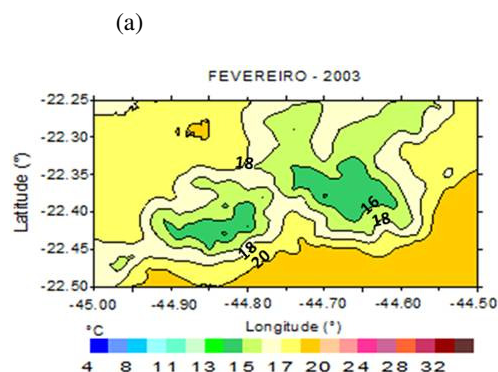 (a)
FEVEREIRO - 2003
-22.25
-22.30
-22.35
-22.40
-22.45
-22.50
Latitude (°)
18
16
18
18
20
-45.00 -44.90 -44.80 -44.70 -44.60 -44.50
Longitude (°)
°C
4 8 11 13 15 17 20 24 28 32